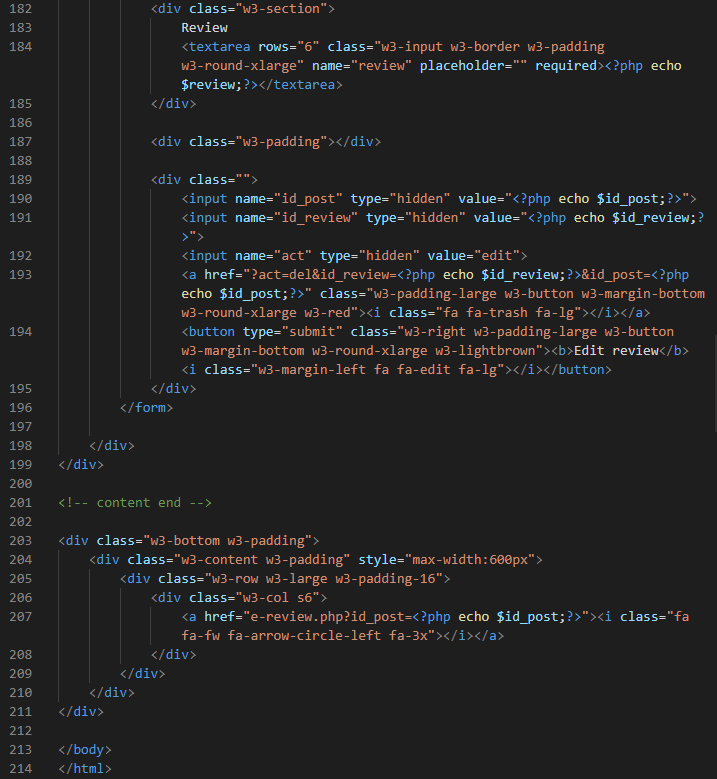 182 <div class="w3-section">
183 Review
184 <textarea rows="6" class="w3-input w3-border w3-padding
w3-round-xlarge" name="review" placeholder="" required><?php echo
$review;?></textarea>
185 </div>
186
187 <div class="w3-padding"></div>
188
189 <div class="">
190 <input name="id_post" type="hidden" value="<?php echo $id_post;?>">
191 <input name="id_review" type="hidden" value="<?php echo $id_review;?
>">
192 <input name="act" type="hidden" value="edit">
193 <a href="?act=del&id_review=<?php echo $id_review;?>&id_post=<?php
echo $id_post;?>" class="w3-padding-large w3-button w3-margin-bottom
w3-round-xlarge w3-red"><i class="fa fa-trash fa-lg"></i></a>
194 <button type="submit" class="w3-right w3-padding-large w3-button
w3-margin-bottom w3-round-xlarge w3-lightbrown"><b>Edit review</b>
<i class="w3-margin-left fa fa-edit fa-lg"></i></button>
195 </div>
196 </form>
197
198 </div>
199 </div>
200
201 <!-- content end -->
202
203 <div class="w3-bottom w3-padding">
204 <div class="w3-content w3-padding" style="max-width:600px">
205 <div class="w3-row w3-large w3-padding-16">
206 <div class="w3-col s6">
207 <a href="e-review.php?id_post=<?php echo $id_post;?>"><i class="fa
fa-fw fa-arrow-circle-left fa-3x"></i></a>
208 </div>
209 </div>
210 </div>
211 </div>
212
213 </body>
214 </html>